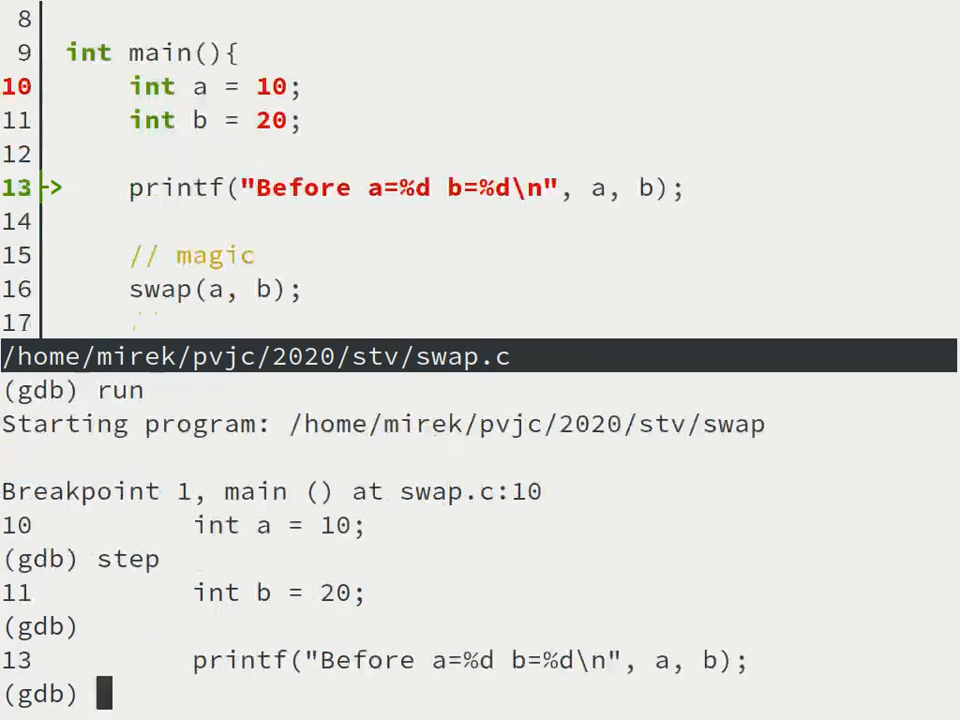 8
9 int main(){
10 int a = 10;
11 int b = 20;
12
13 -> printf("Before a=%d b=%d\n", a, b);
14
15 // magic
16 swap(a, b);
17 //
/home/mirek/pvjc/2020/stv/swap.c
(gdb) run
Starting program: /home/mirek/pvjc/2020/stv/swap
Breakpoint 1, main () at swap.c:10
10 int a = 10;
(gdb) step
11 int b = 20;
(gdb)
13 printf("Before a=%d b=%d\n", a, b);
(gdb)